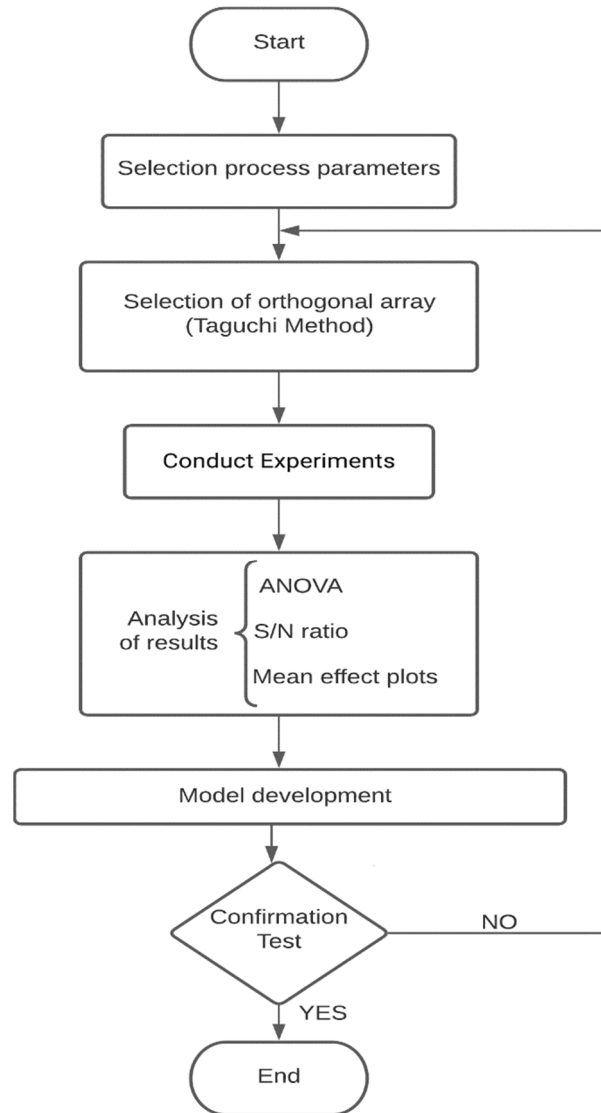 Start
Selection process parameters
Selection of orthogonal array
(Taguchi Method)
Conduct Experiments
Analysis
of results
ANOVA
S/N ratio
Mean effect plots
Model development
Confirmation
Test
NO
YES
End